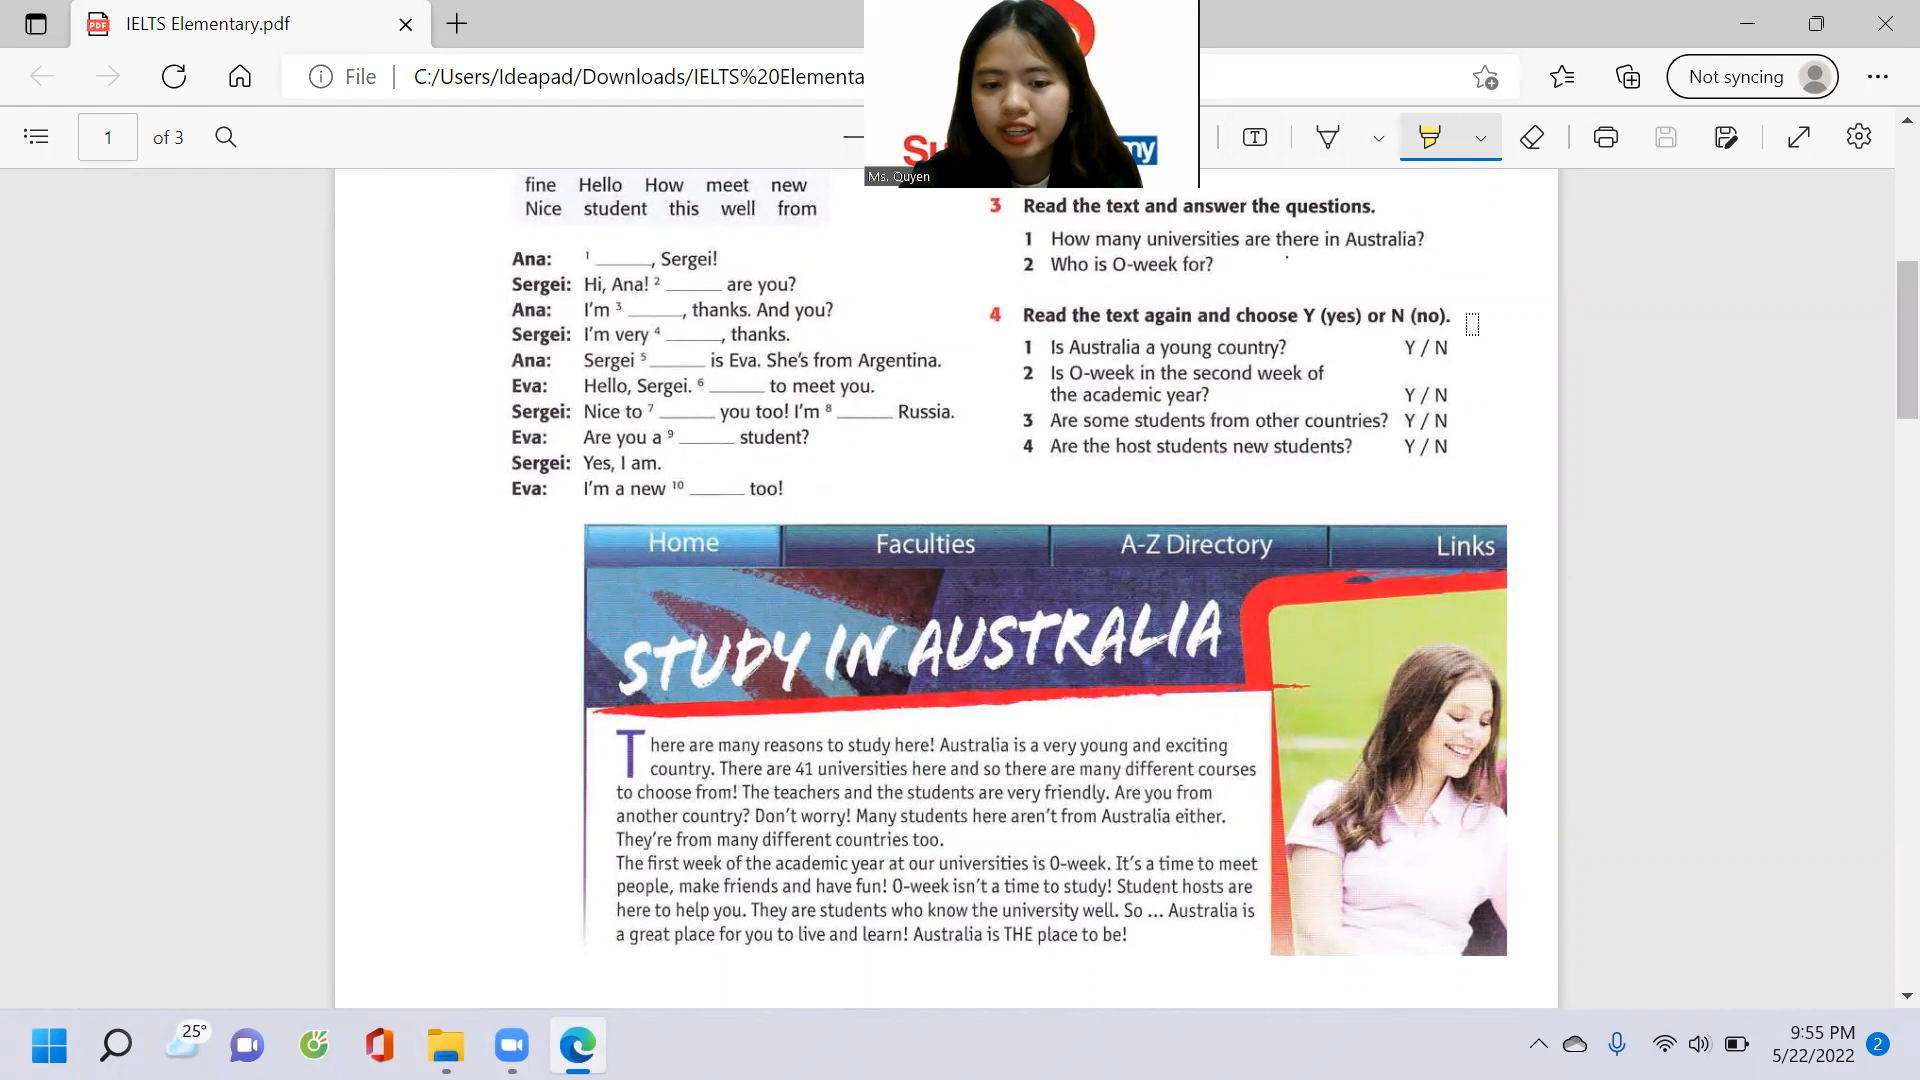 IELTS Elementary.pdf
File
C:/Users/Ideapad/Downloads/IELTS%20Elementa
Not syncing
1 of 3
Ms. Quyen
fine Hello How meet new
Nice student this well from
Ana: 1 ______, Sergei!
Sergei: Hi, Ana! 2 ______ are you?
Ana: I'm 3 ______, thanks. And you?
Sergei: I'm very 4 ______, thanks.
Ana: Sergei 5 ______ is Eva. She's from Argentina.
Eva: Hello, Sergei. 6 ______ to meet you.
Sergei: Nice to 7 ______ you too! I'm 8 ______ Russia.
Eva: Are you a 9 ______ student?
Sergei: Yes, I am.
Eva: I'm a new 10 ______ too!
3 Read the text and answer the questions.
1 How many universities are there in Australia?
2 Who is O-week for?
4 Read the text again and choose Y (yes) or N (no).
1 Is Australia a young country? Y / N
2 Is O-week in the second week of
the academic year? Y / N
3 Are some students from other countries? Y / N
4 Are the host students new students? Y / N
Home Faculties A-Z Directory Links
STUDY IN AUSTRALIA
There are many reasons to study here! Australia is a very young and exciting
country. There are 41 universities here and so there are many different courses
to choose from! The teachers and the students are very friendly. Are you from
another country? Don't worry! Many students here aren't from Australia either.
They're from many different countries too.
The first week of the academic year at our universities is O-week. It's a time to meet
people, make friends and have fun! O-week isn't a time to study! Student hosts are
here to help you. They are students who know the university well. So ... Australia is
a great place for you to live and learn! Australia is THE place to be!
25°
9:55 PM
5/22/2022
2